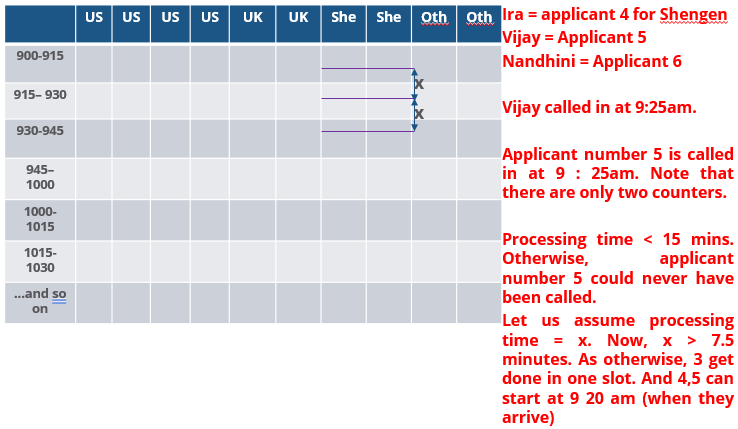 US US US US UK UK She She Oth Oth
900-915
915– 930
930-945
945–
1000
1000-
1015
1015-
1030
...and so
on
x
x
Ira = applicant 4 for Shengen
Vijay = Applicant 5
Nandhini = Applicant 6
Vijay called in at 9:25am.
Applicant number 5 is called
in at 9 : 25am. Note that
there are only two counters.
Processing time < 15 mins.
Otherwise, applicant
number 5 could never have
been called.
Let us assume processing
time = x. Now, x > 7.5
minutes. As otherwise, 3 get
done in one slot. And 4,5 can
start at 9 20 am (when they
arrive)